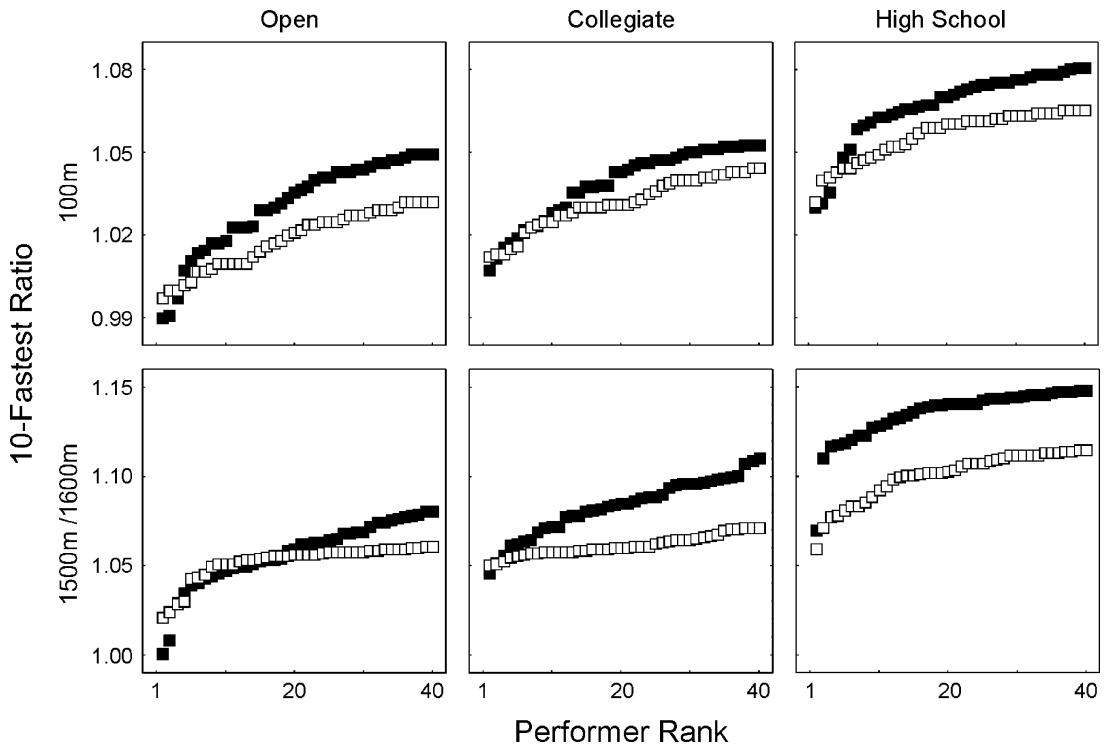 Open Collegiate High School
10-Fastest Ratio
100m
1.08
1.05
1.02
0.99
1500m /1600m
1.15
1.10
1.05
1.00
1 20 40 1 20 40 1 20 40
Performer Rank